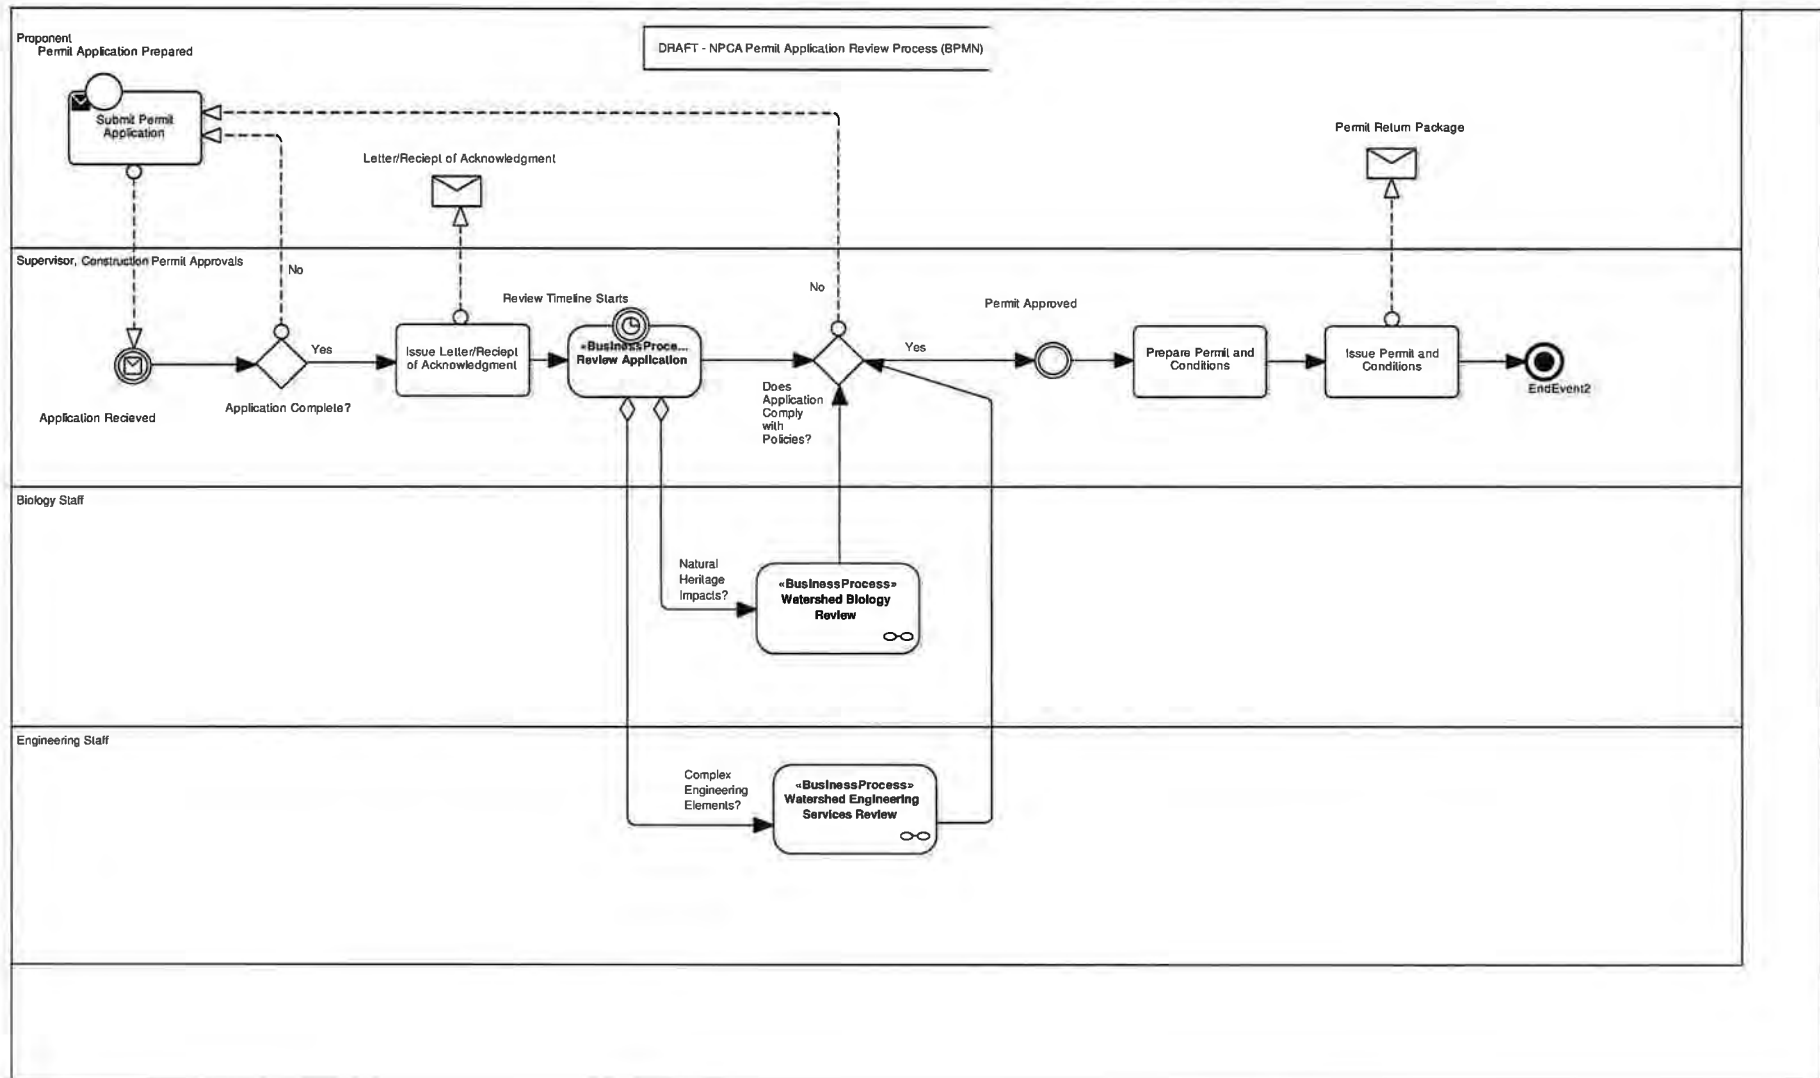 Proponent
Permit Application Prepared
DRAFT - NPCA Permit Application Review Process (BPMN)
Submit Permit
Application
Letter/Reciept of Acknowledgment
Permit Return Package
Supervisor, Construction Permit Approvals
No
Review Timeline Starts
No
Permit Approved
Yes
Issue Letter/Reciept
of Acknowledgment
«BusinessProce...
Review Application
Yes
Prepare Permit and
Conditions
Issue Permit and
Conditions
Application Recieved
Application Complete?
Does
Application
Comply
with
Policies?
EndEvent2
Biology Staff
Natural
Heritage
Impacts?
«BusinessProcess»
Watershed Biology
Review
Engineering Staff
Complex
Engineering
Elements?
«BusinessProcess»
Watershed Engineering
Services Review